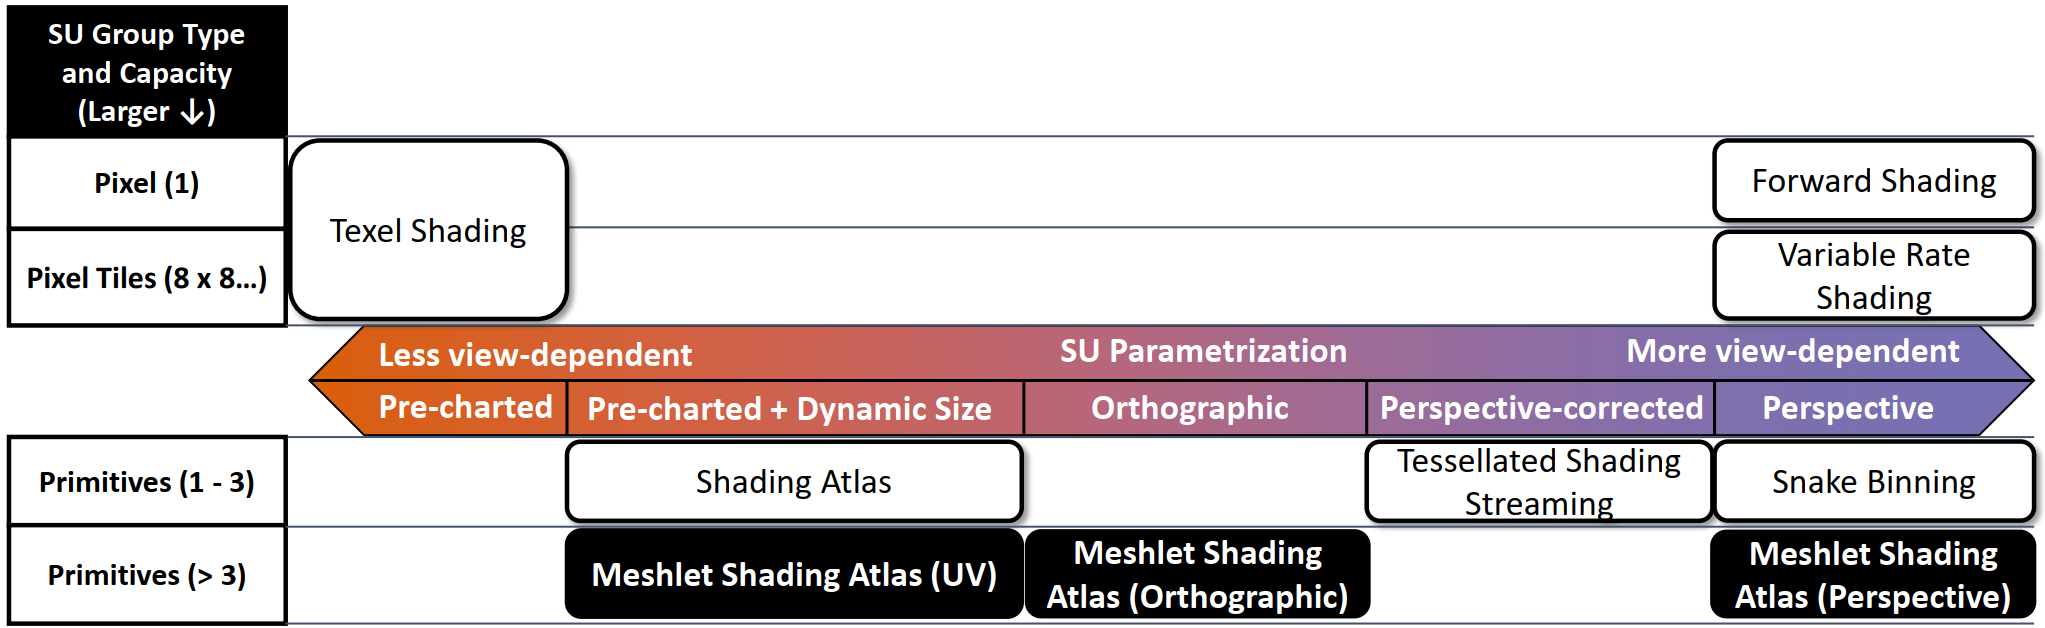 SU Group Type
and Capacity
(Larger ↓)
Pixel (1)
Texel Shading
Forward Shading
Pixel Tiles (8 x 8...)
Variable Rate
Shading
Less view-dependent
SU Parametrization
More view-dependent
Pre-charted
Pre-charted + Dynamic Size
Orthographic
Perspective-corrected
Perspective
Primitives (1 - 3)
Shading Atlas
Tessellated Shading
Streaming
Snake Binning
Primitives (> 3)
Meshlet Shading Atlas (UV)
Meshlet Shading
Atlas (Orthographic)
Meshlet Shading
Atlas (Perspective)